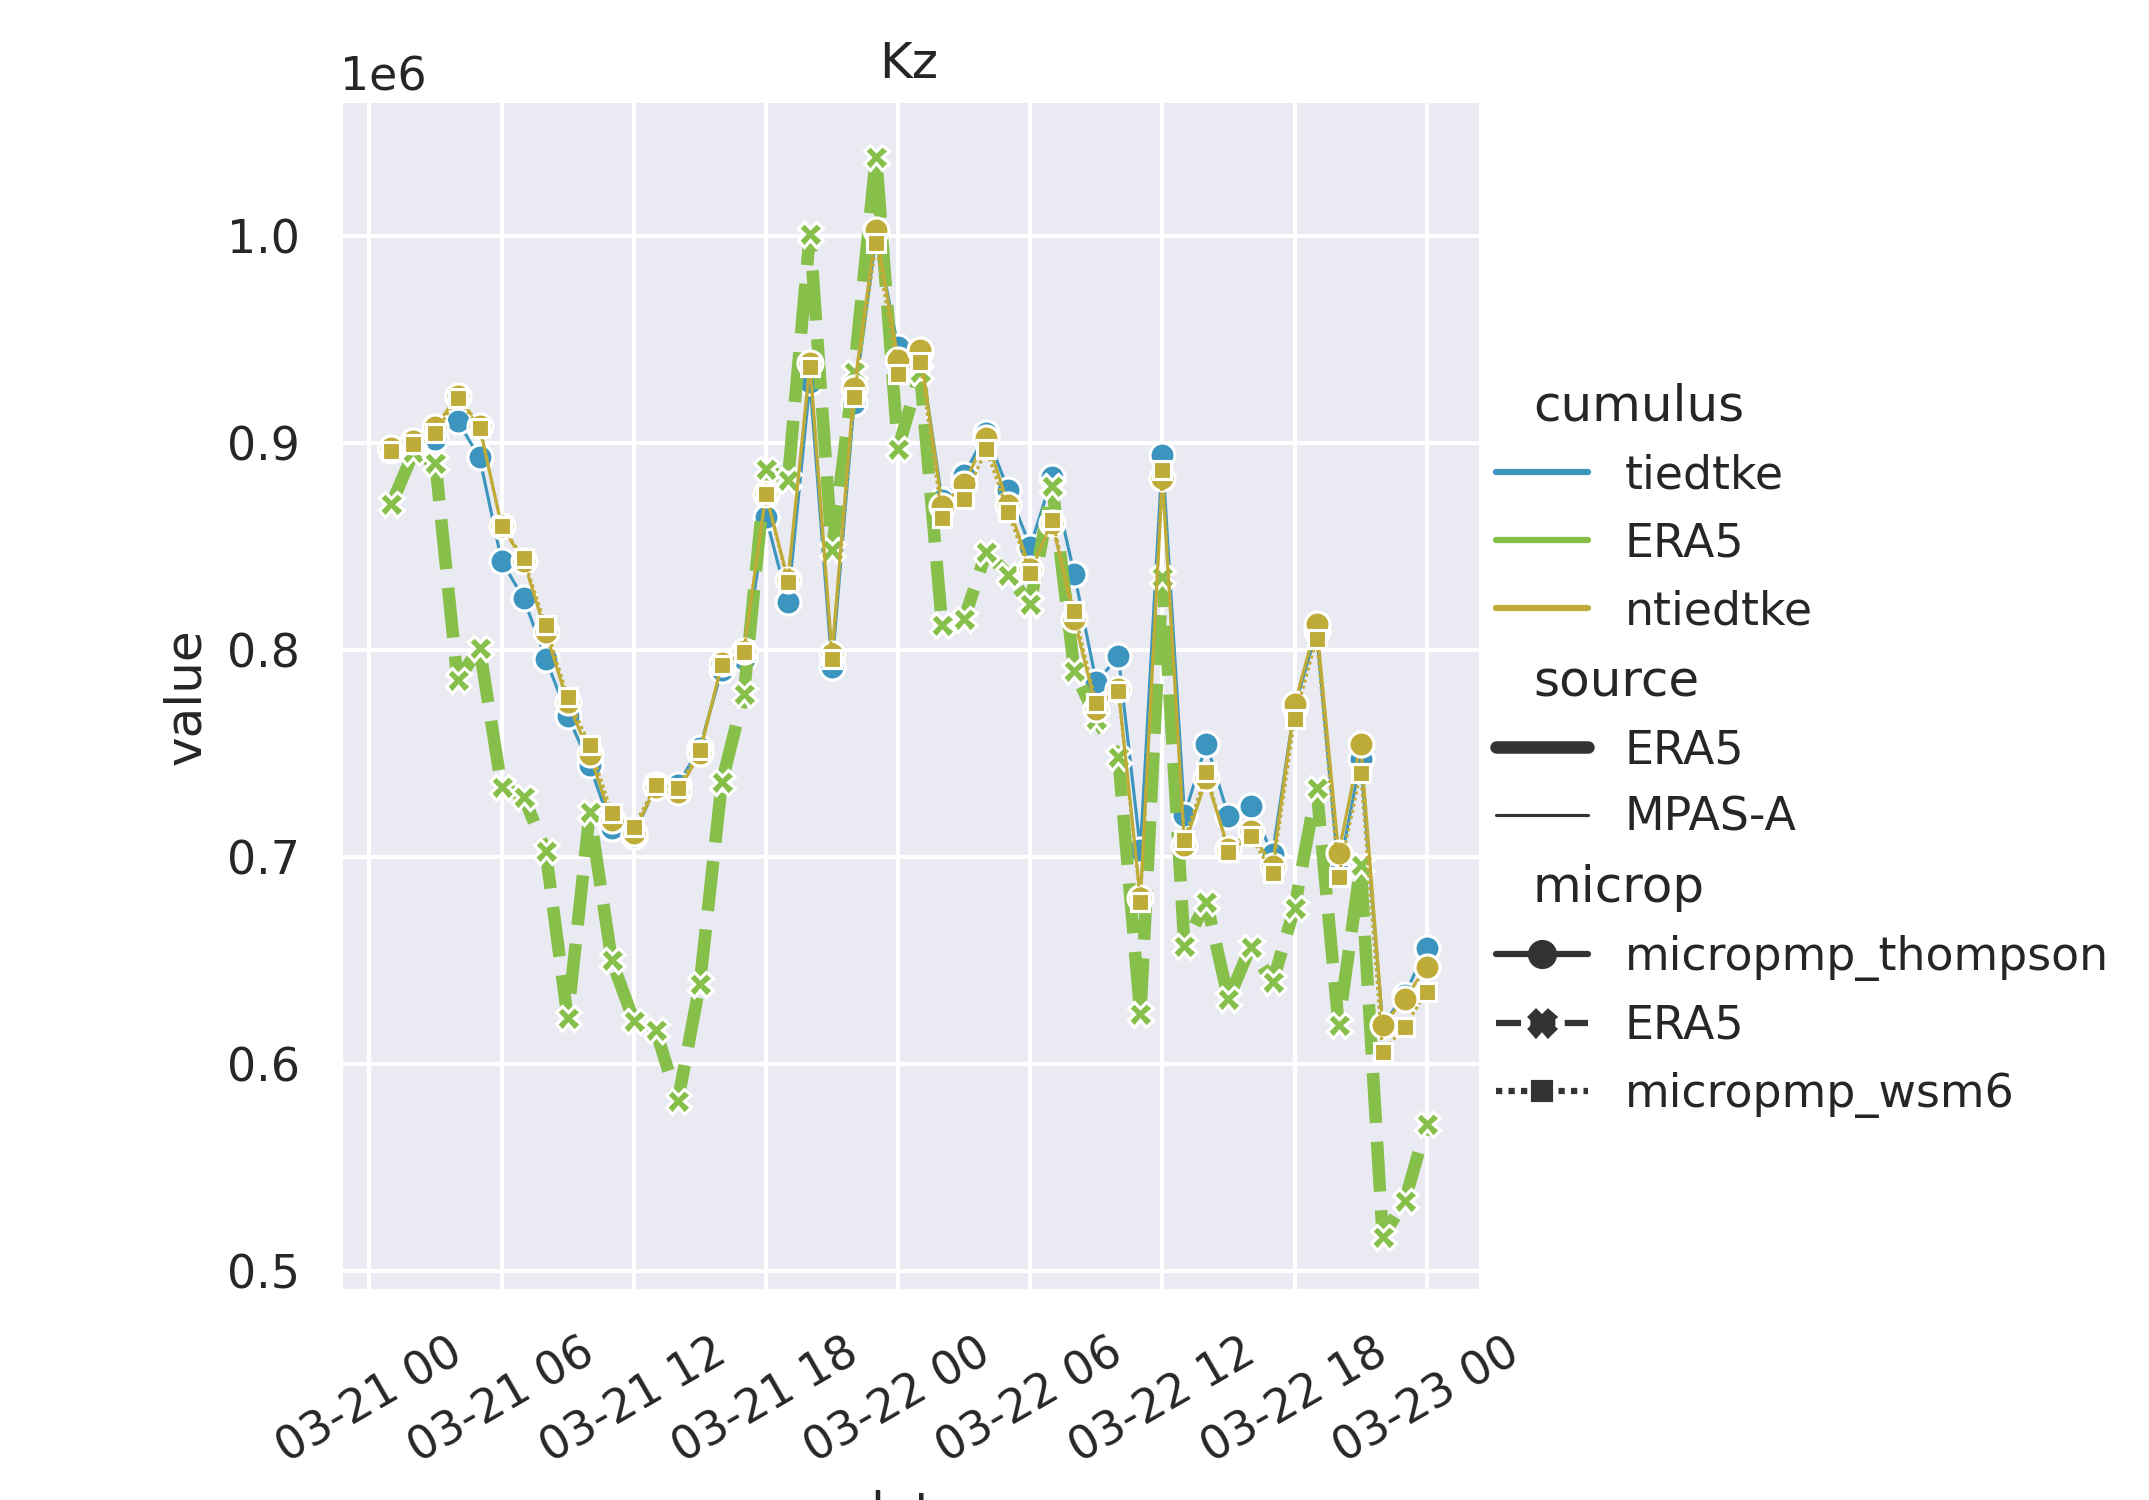 Kz
1e6
1.0
0.9
0.8
0.7
0.6
0.5
value
03-21 00
03-21 06
03-21 12
03-21 18
03-22 00
03-22 06
03-22 12
03-22 18
03-23 00
cumulus
tiedtke
ERA5
ntiedtke
source
ERA5
MPAS-A
microp
micropmp_thompson
ERA5
micropmp_wsm6